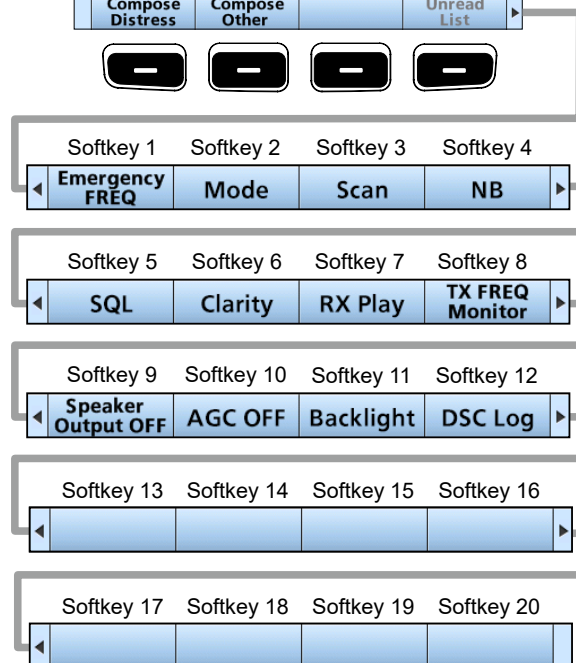 Compose Compose Unread
Distress Other List
Softkey 1 Softkey 2 Softkey 3 Softkey 4
Emergency
FREQ Mode Scan NB
Softkey 5 Softkey 6 Softkey 7 Softkey 8
SQL Clarity RX Play TX FREQ
Monitor
Softkey 9 Softkey 10 Softkey 11 Softkey 12
Speaker
Output OFF AGC OFF Backlight DSC Log
Softkey 13 Softkey 14 Softkey 15 Softkey 16
Softkey 17 Softkey 18 Softkey 19 Softkey 20